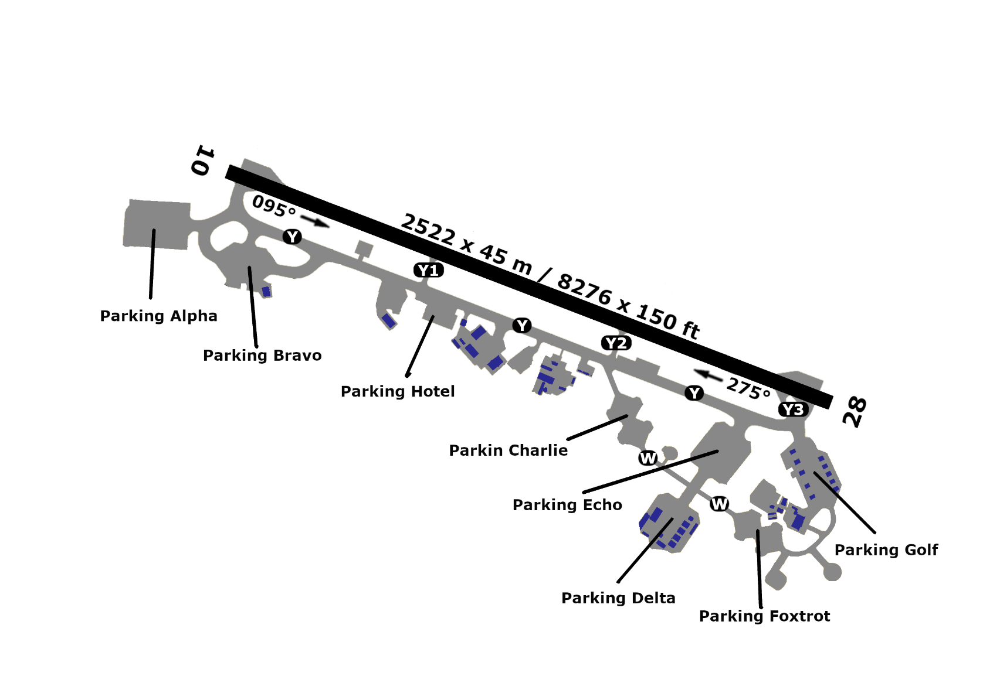 10
095°
Y
2522 x 45 m / 8276 x 150 ft
Y1
Y
Y2
Y
275°
Y3
28
Parking Alpha
Parking Bravo
Parking Hotel
Parkin Charlie
W
Parking Echo
W
Parking Golf
Parking Delta
Parking Foxtrot